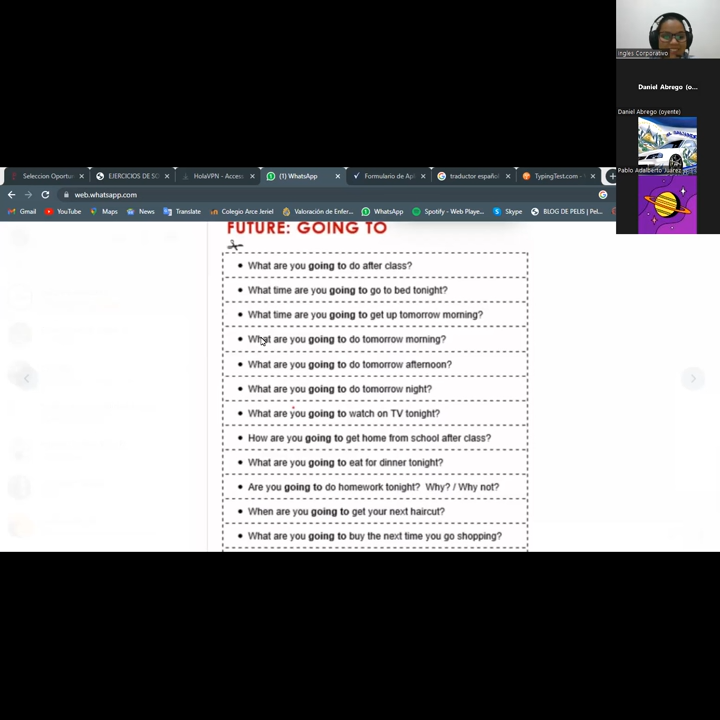 Ingles Corporativo
Daniel Abrego (o...
Daniel Abrego (oyente)
Pablo Adalberto Juárez
Seleccion Oportu
EJERCICIOS DE SO
HolaVPN - Acces
(1) WhatsApp
Formulario de Ap
traductor español
TypingTest.com -
web.whatsapp.com
Gmail
YouTube
Maps
News
Translate
Colegio Arce Jeriel
Valoración de Enfer...
WhatsApp
Spotify - Web Playe...
Skype
BLOG DE PELIS | Pel...
FUTURE: GOING TO
• What are you going to do after class?
• What time are you going to go to bed tonight?
• What time are you going to get up tomorrow morning?
• What are you going to do tomorrow morning?
• What are you going to do tomorrow afternoon?
• What are you going to do tomorrow night?
• What are you going to watch on TV tonight?
• How are you going to get home from school after class?
• What are you going to eat for dinner tonight?
• Are you going to do homework tonight? Why? / Why not?
• When are you going to get your next haircut?
• What are you going to buy the next time you go shopping?